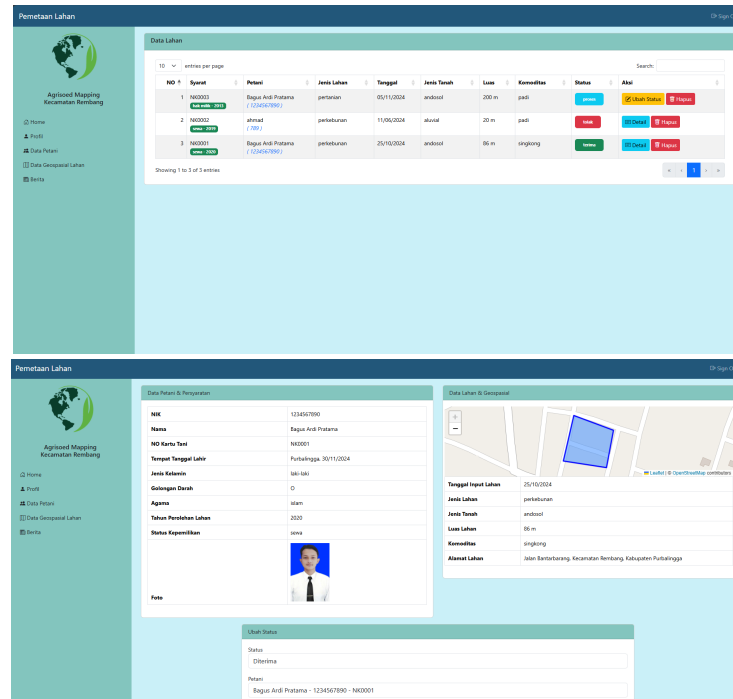 Pemetaan Lahan
Sign
Agrisoed Mapping
Kecamatan Rembang
Home
Profil
Data Petani
Data Geospasial Lahan
Berita
Data Lahan
10 entries per page
Search:
NO Syarat Petani Jenis Lahan Tanggal Jenis Tanah Luas Komoditas Status Aksi
1 NK0003 Bagus Ardi Pratama pertanian 05/11/2024 andosol 200 m padi proses Ubah Status Hapus
hak milik - 2013 ( 1234567890 )
2 NK0002 ahmad perkebunan 11/06/2024 aluvial 20 m padi tolak Detail Hapus
sewa - 2019 ( 789 )
3 NK0001 Bagus Ardi Pratama perkebunan 25/10/2024 andosol 86 m singkong terima Detail Hapus
sewa - 2020 ( 1234567890 )
Showing 1 to 3 of 3 entries
« ‹ 1 › »
Pemetaan Lahan
Sign
Agrisoed Mapping
Kecamatan Rembang
Home
Profil
Data Petani
Data Geospasial Lahan
Berita
Data Petani & Persyaratan
NIK 1234567890
Nama Bagus Ardi Pratama
NO Kartu Tani NK0001
Tempat Tanggal Lahir Purbalingga, 30/11/2024
Jenis Kelamin laki-laki
Golongan Darah O
Agama islam
Tahun Perolehan Lahan 2020
Status Kepemilikan sewa
Foto
Data Lahan & Geospasial
+
−
Leaflet | © OpenStreetMap contributors
Tanggal Input Lahan 25/10/2024
Jenis Lahan perkebunan
Jenis Tanah andosol
Luas Lahan 86 m
Komoditas singkong
Alamat Lahan Jalan Bantarbarang, Kecamatan Rembang, Kabupaten Purbalingga
Ubah Status
Status
Diterima
Petani
Bagus Ardi Pratama - 1234567890 - NK0001